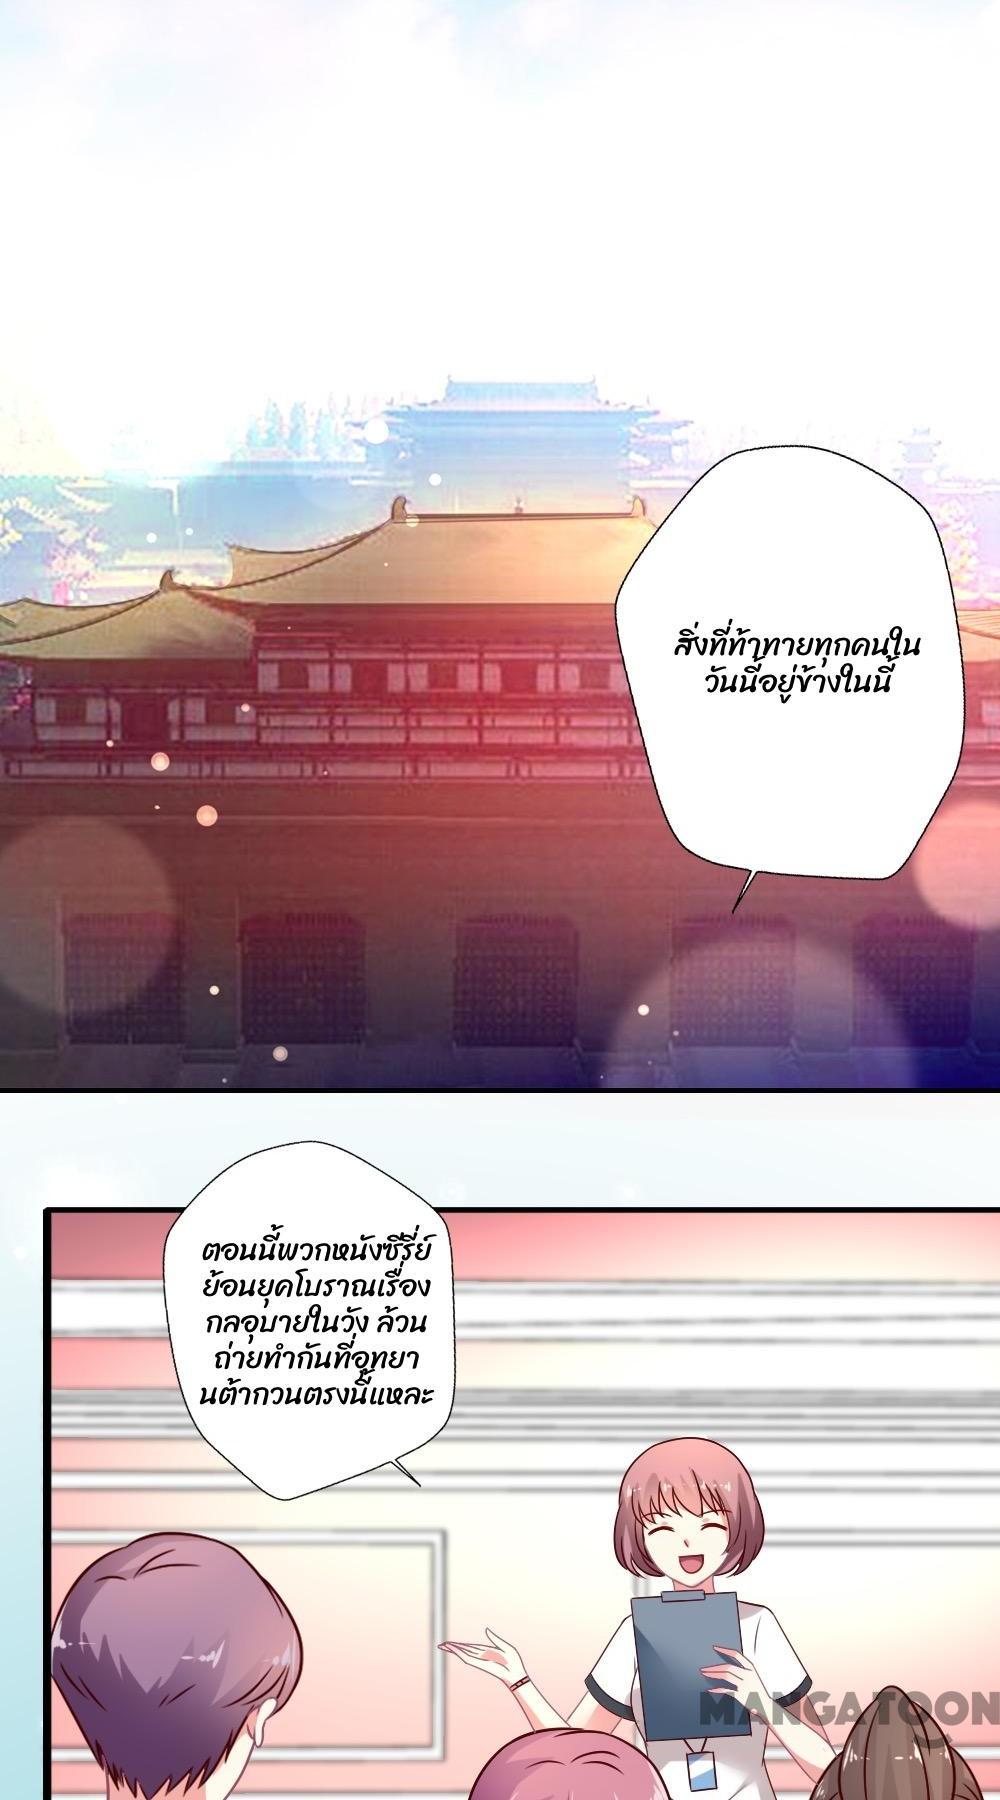 สิ่งที่ท้าทายทุกคนใน
วันนี้อยู่ข้างในนี้
ตอนนี้พวกหนังซีรี่ย์
ย้อนยุคโบราณเรื่อง
กลอุบายในวัง ล้วน
ถ่ายทำกันที่อุทยา
นต้ากวนตรงนี้แหละ
MANGATOON